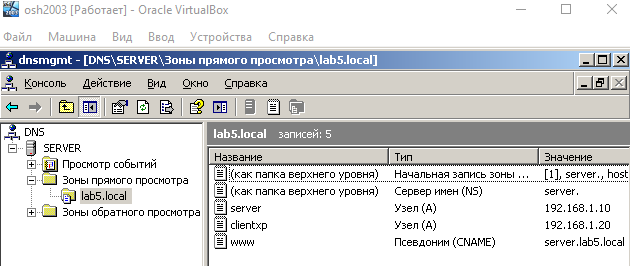 osh2003 [Работает] - Oracle VirtualBox
Файл Машина Вид Ввод Устройства Справка
dnsmgmt - [DNS\SERVER\Зоны прямого просмотра\lab5.local]
Консоль Действие Вид Окно Справка
DNS
SERVER
Просмотр событий
Зоны прямого просмотра
lab5.local
Зоны обратного просмотра
lab5.local записей: 5
Название Тип Значение
(как папка верхнего уровня) Начальная запись зоны ... [1], server., host
(как папка верхнего уровня) Сервер имен (NS) server.
server Узел (A) 192.168.1.10
clientxp Узел (A) 192.168.1.20
www Псевдоним (CNAME) server.lab5.local